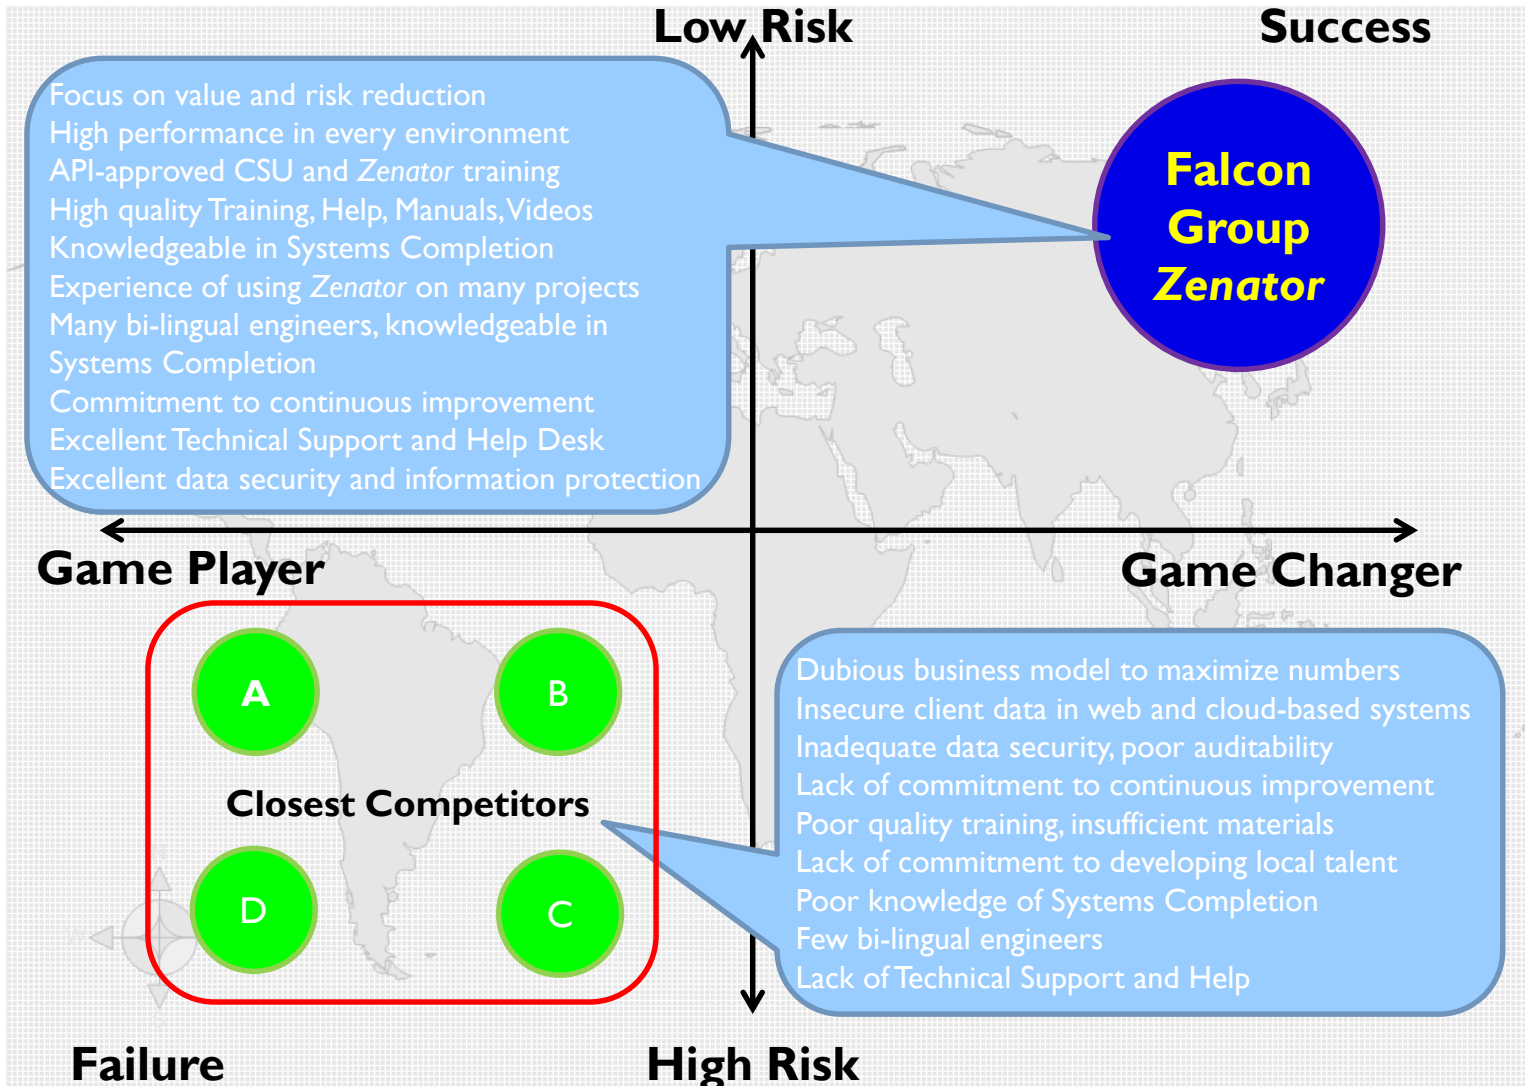 Low Risk
Success
Focus on value and risk reduction
High performance in every environment
API-approved CSU and Zenator training
High quality Training, Help, Manuals, Videos
Knowledgeable in Systems Completion
Experience of using Zenator on many projects
Many bi-lingual engineers, knowledgeable in
Systems Completion
Commitment to continuous improvement
Excellent Technical Support and Help Desk
Excellent data security and information protection
Falcon
Group
Zenator
Game Player
Game Changer
A
B
Closest Competitors
D
C
Dubious business model to maximize numbers
Insecure client data in web and cloud-based systems
Inadequate data security, poor auditability
Lack of commitment to continuous improvement
Poor quality training, insufficient materials
Lack of commitment to developing local talent
Poor knowledge of Systems Completion
Few bi-lingual engineers
Lack of Technical Support and Help
Failure
High Risk